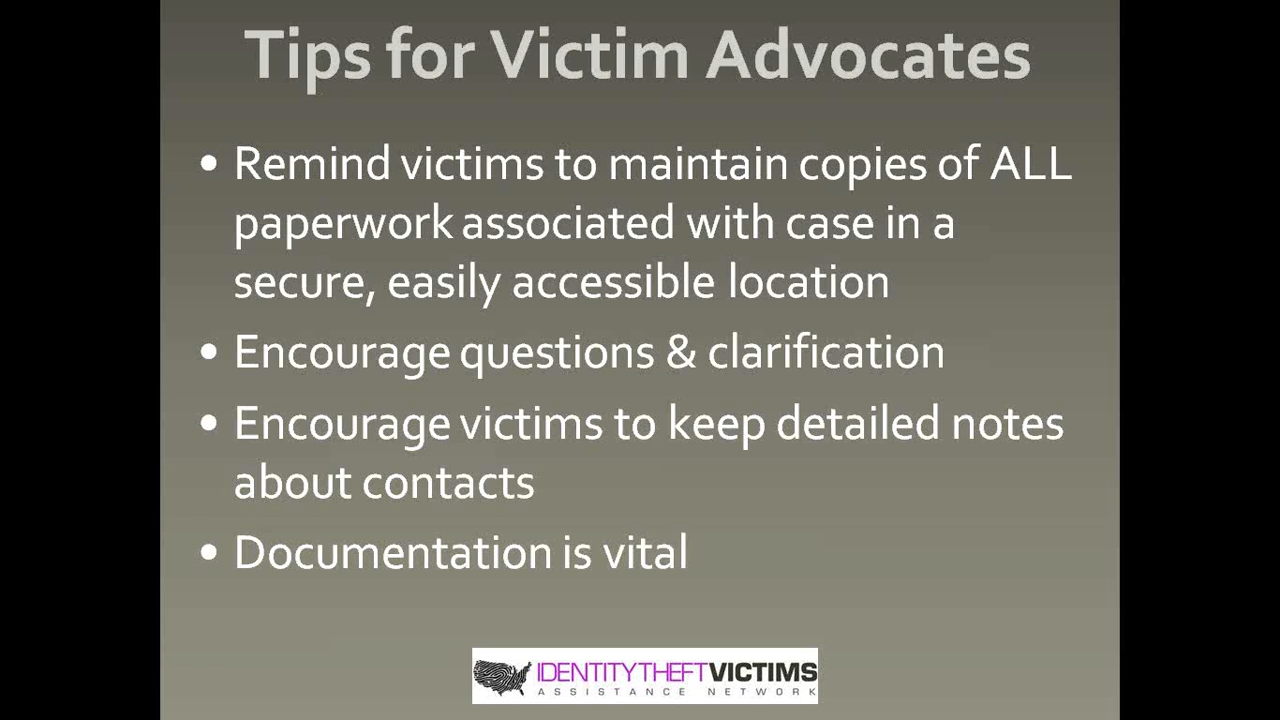 Tips for Victim Advocates
• Remind victims to maintain copies of ALL
paperwork associated with case in a
secure, easily accessible location
• Encourage questions & clarification
• Encourage victims to keep detailed notes
about contacts
• Documentation is vital
IDENTITYTHEFTVICTIMS
ASSISTANCE NETWORK